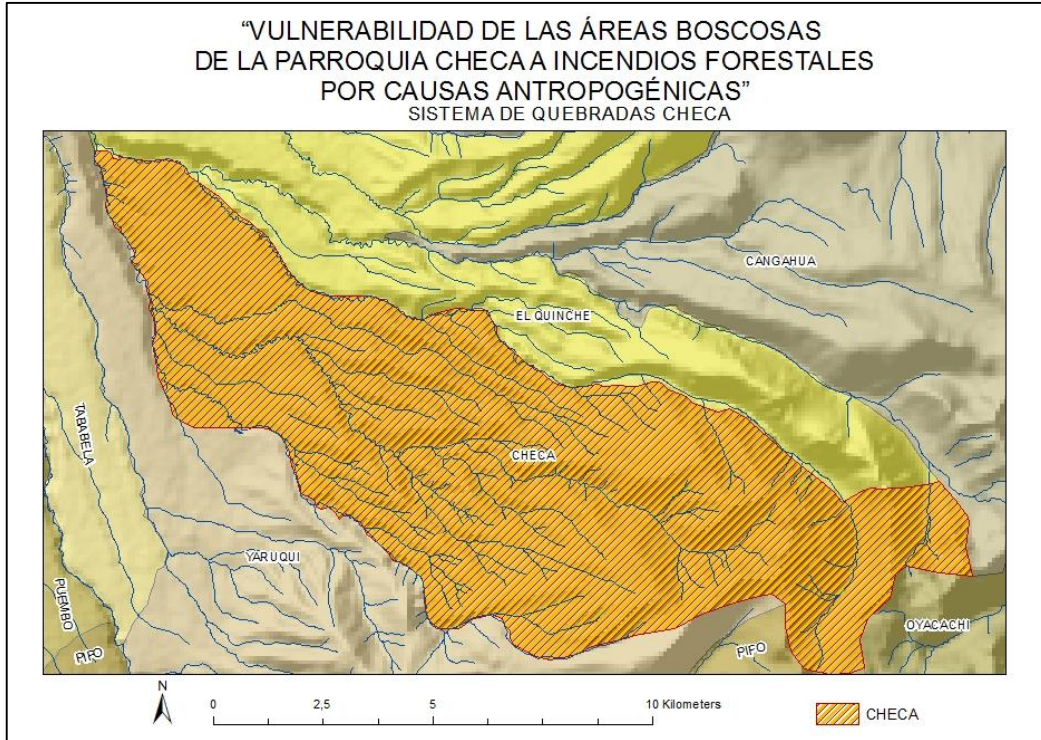 “VULNERABILIDAD DE LAS ÁREAS BOSCOSAS
DE LA PARROQUIA CHECA A INCENDIOS FORESTALES
POR CAUSAS ANTROPOGÉNICAS”
SISTEMA DE QUEBRADAS CHECA
CANGAHUA
EL QUINCHE
TABABELA
CHECA
YARUQUI
PUEMBO
PIFO
PIFO
OYACACHI
N
0 2,5 5 10 Kilometers
CHECA